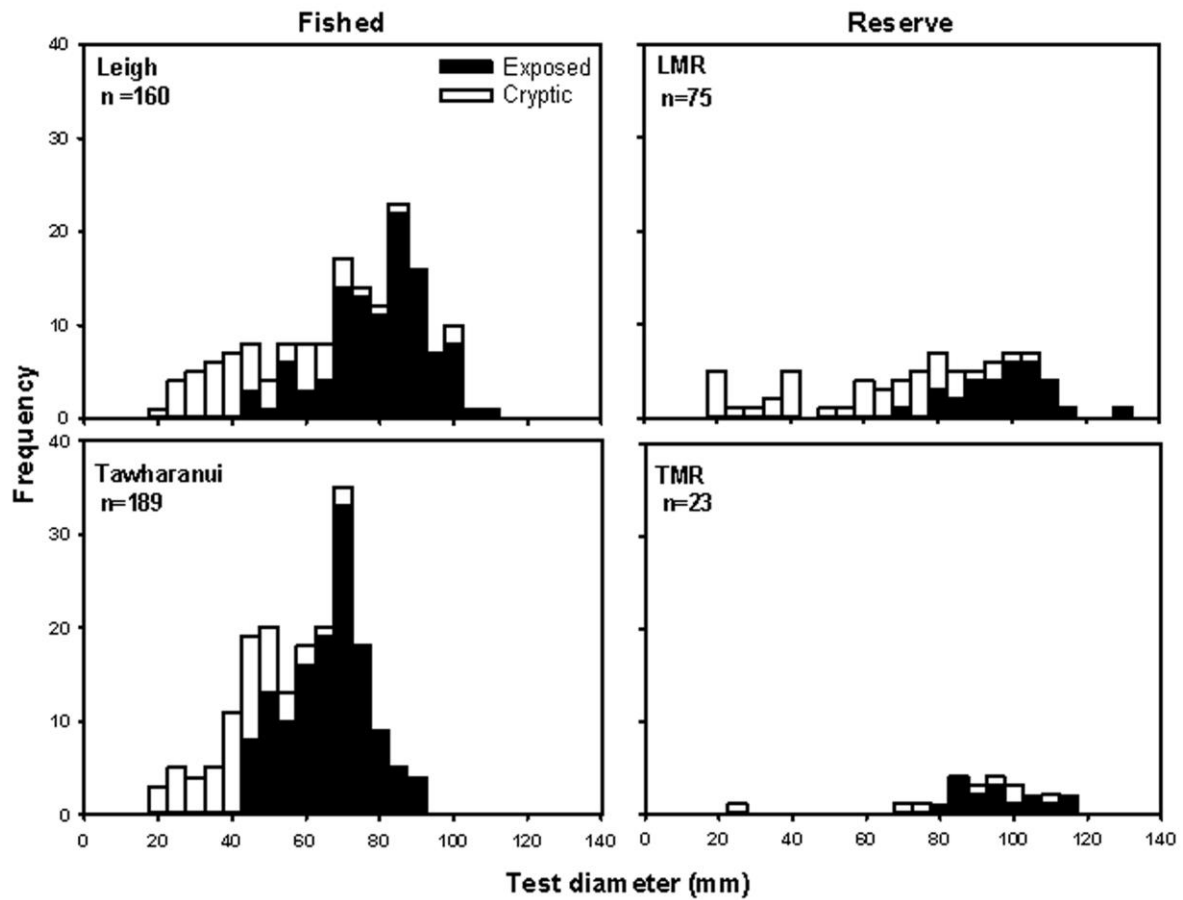 Fished
Reserve
40
30
20
10
0
Leigh
n =160
Exposed
Cryptic
LMR
n=75
Frequency
40
30
20
10
0
Tawharanui
n=189
TMR
n=23
0 20 40 60 80 100 120 140
0 20 40 60 80 100 120 140
Test diameter (mm)